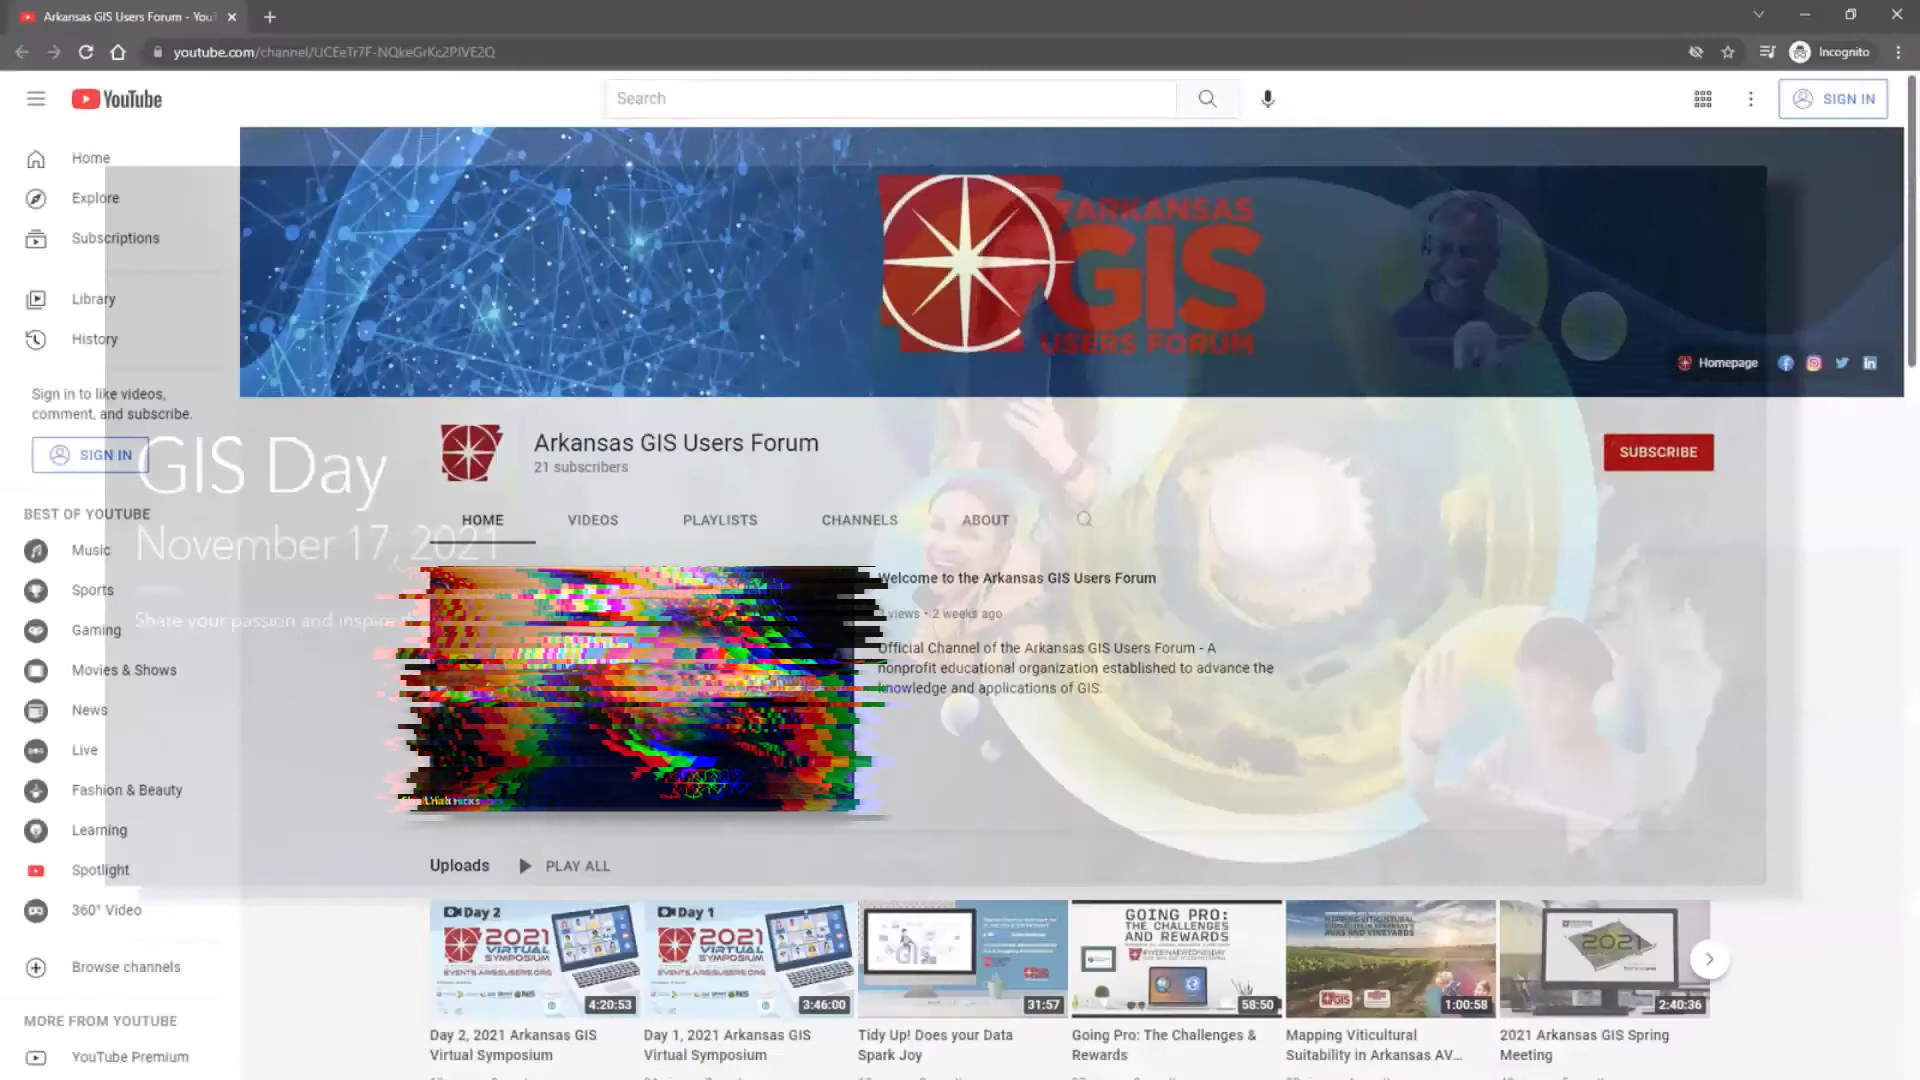 Arkansas GIS Users Forum - You
youtube.com/channel/UCEeTr7F-NQkeGrKc2PIVE2Q
Incognito
YouTube
Search
SIGN IN
Home
Explore
Subscriptions
Library
History
Sign in to like videos,
comment, and subscribe.
SIGN IN
BEST OF YOUTUBE
Music
Sports
Gaming
Movies & Shows
News
Live
Fashion & Beauty
Learning
Spotlight
360° Video
Browse channels
MORE FROM YOUTUBE
YouTube Premium
ARKANSAS
GIS
USERS FORUM
Homepage
GIS Day
November 17, 2021
Share your passion and inspire
Arkansas GIS Users Forum
21 subscribers
SUBSCRIBE
HOME
VIDEOS
PLAYLISTS
CHANNELS
ABOUT
Welcome to the Arkansas GIS Users Forum
views • 2 weeks ago
Official Channel of the Arkansas GIS Users Forum - A
nonprofit educational organization established to advance the
knowledge and applications of GIS.
Uploads
PLAY ALL
Day 2
2021
VIRTUAL
SYMPOSIUM
4:20:53
Day 1
2021
VIRTUAL
SYMPOSIUM
3:46:00
31:57
GOING PRO:
THE CHALLENGES
AND REWARDS
58:50
1:00:58
2021
2:40:36
Day 2, 2021 Arkansas GIS
Virtual Symposium
Day 1, 2021 Arkansas GIS
Virtual Symposium
Tidy Up! Does your Data
Spark Joy
Going Pro: The Challenges &
Rewards
Mapping Viticultural
Suitability in Arkansas AV...
2021 Arkansas GIS Spring
Meeting